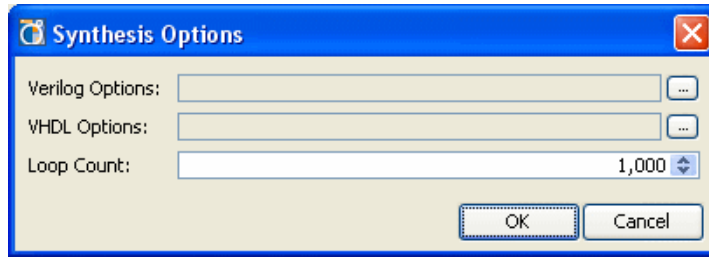 Synthesis Options
Verilog Options: ...
VHDL Options: ...
Loop Count: 1,000
OK Cancel